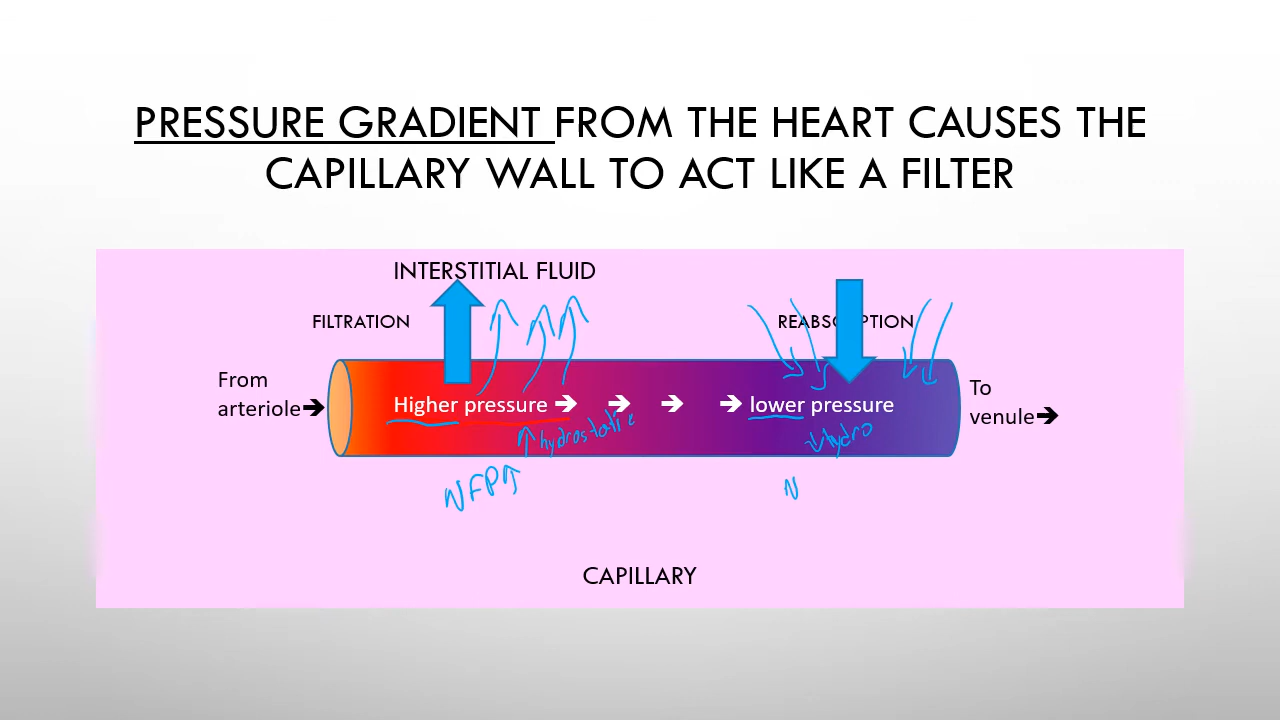 PRESSURE GRADIENT FROM THE HEART CAUSES THE
CAPILLARY WALL TO ACT LIKE A FILTER
INTERSTITIAL FLUID
FILTRATION
REABSORPTION
From
arteriole➔
Higher pressure ➔ ➔ ➔ ➔ lower pressure
To
venule➔
↑ hydrostatic
↓ hydro
NFP↑
N
CAPILLARY